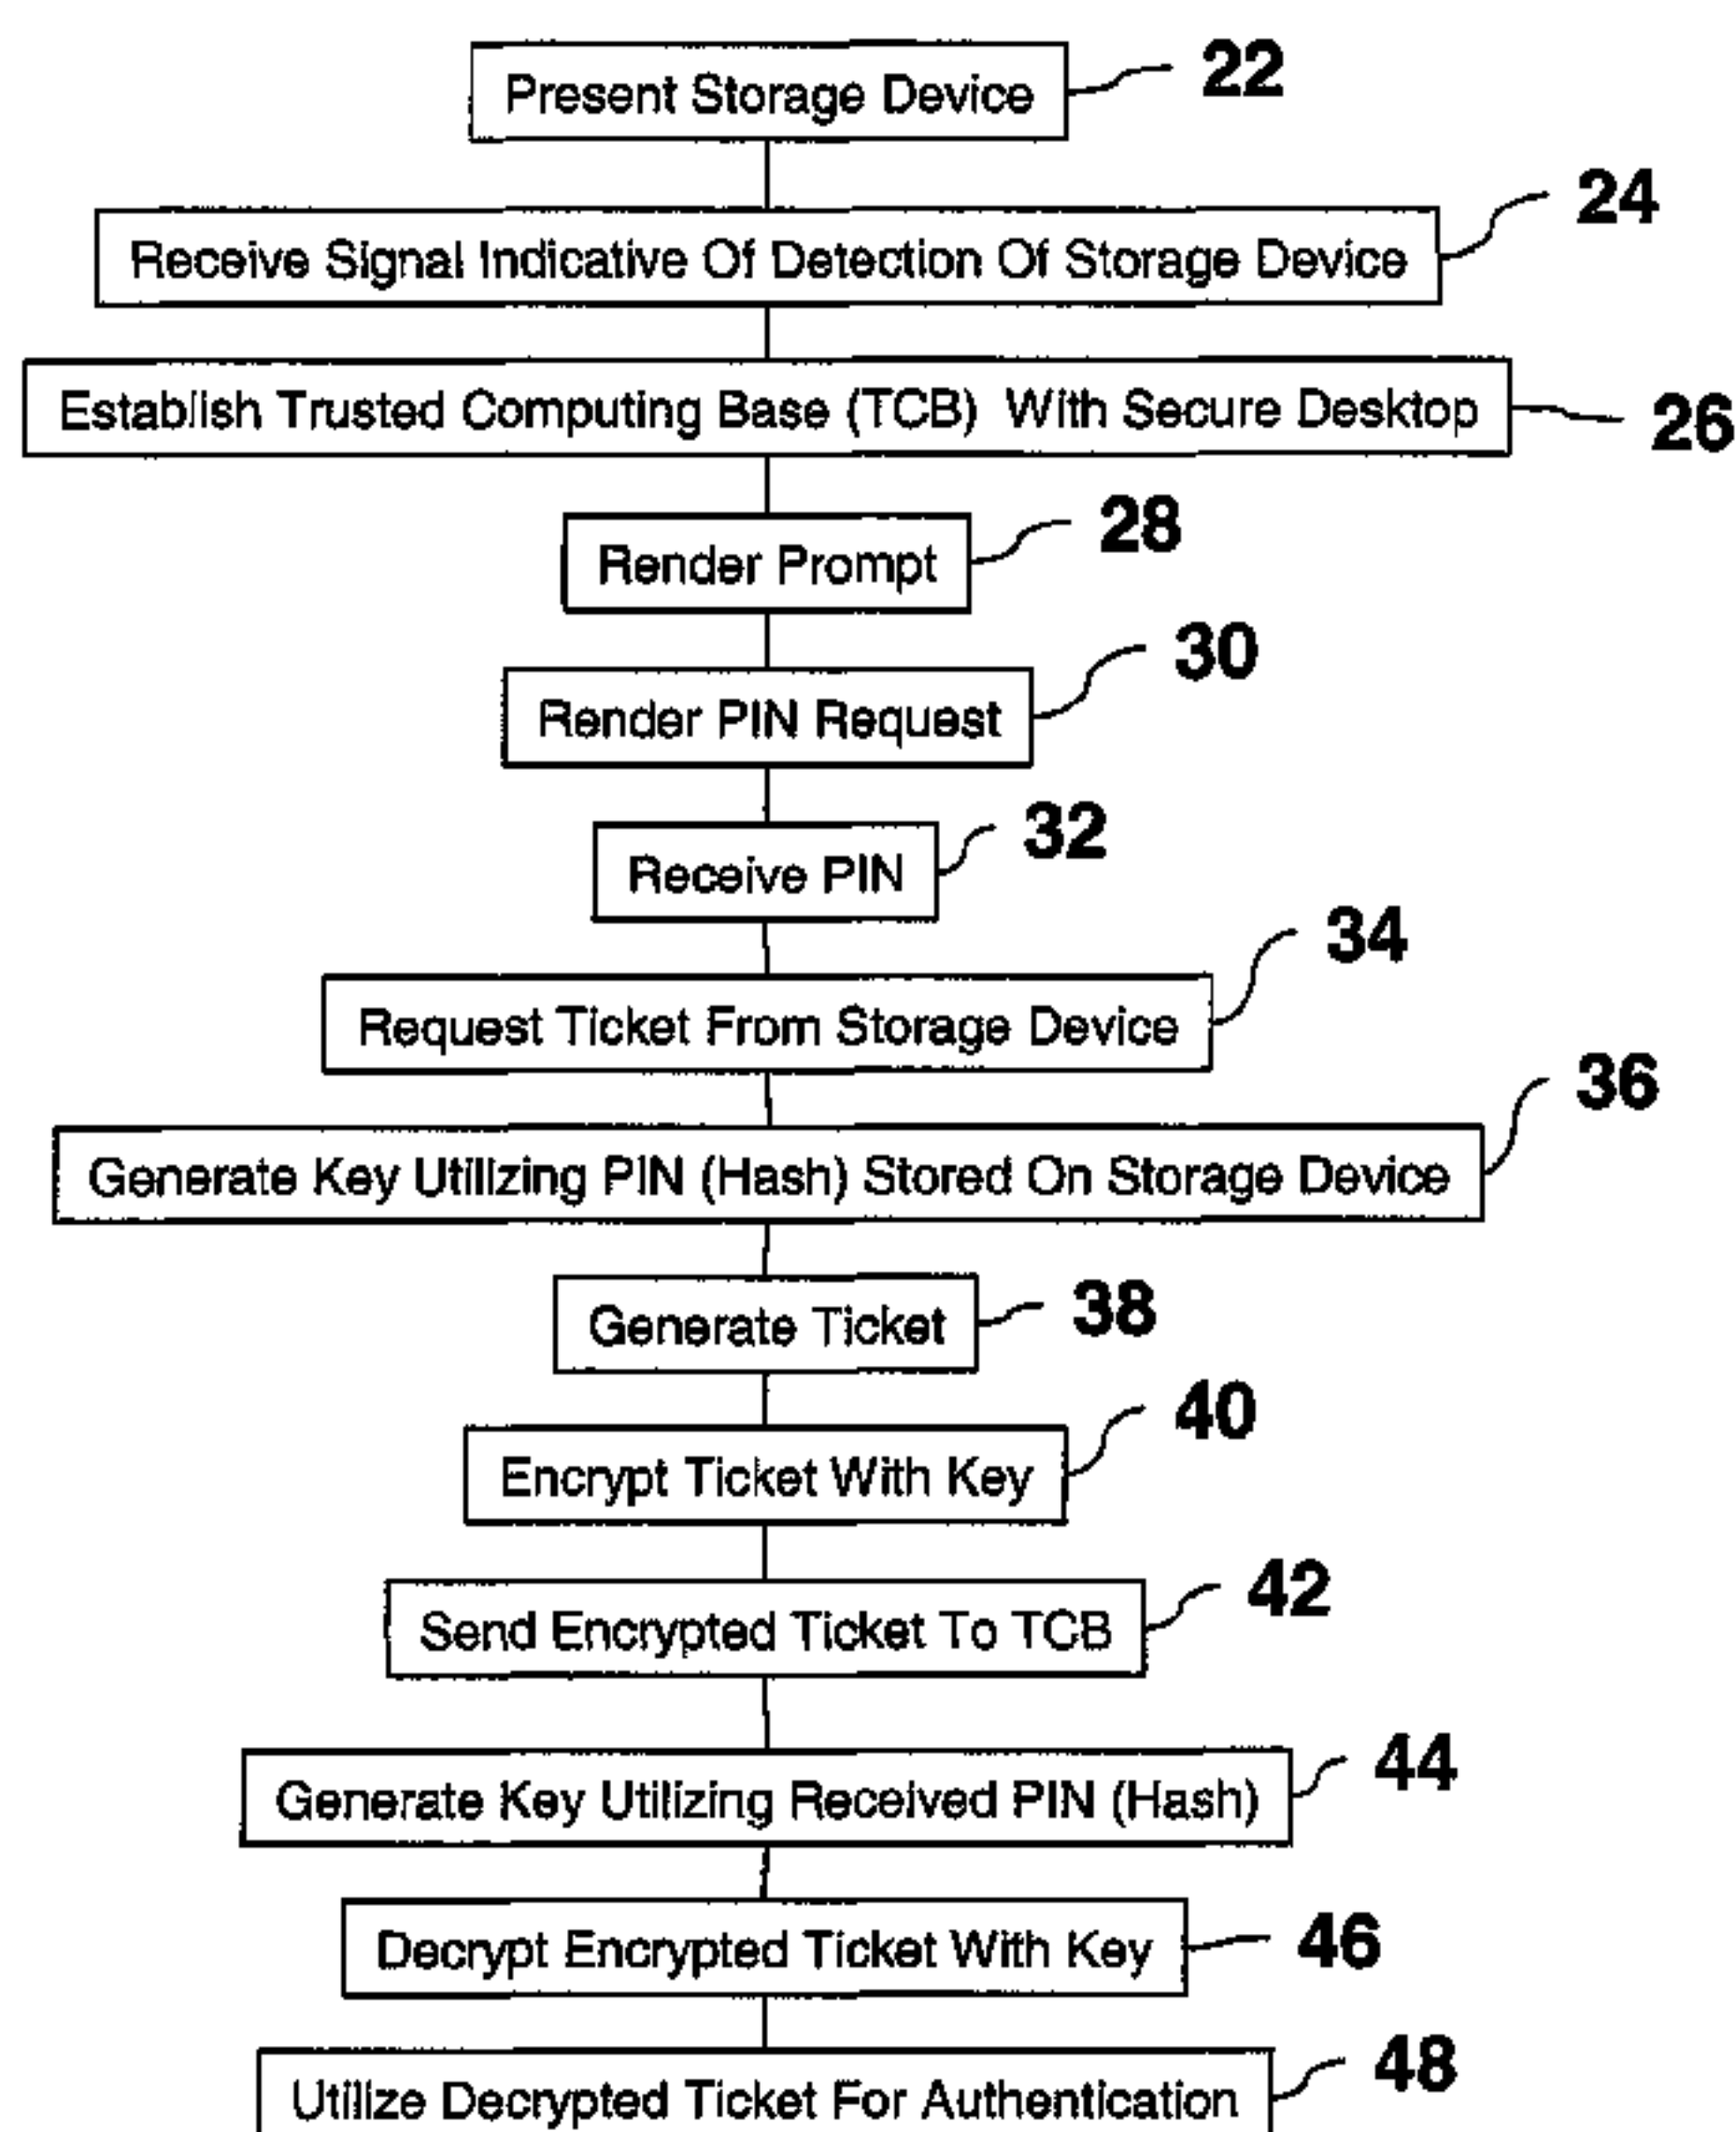 Present Storage Device 22
Receive Signal Indicative Of Detection Of Storage Device 24
Establish Trusted Computing Base (TCB) With Secure Desktop 26
Render Prompt 28
Render PIN Request 30
Receive PIN 32
Request Ticket From Storage Device 34
Generate Key Utilizing PIN (Hash) Stored On Storage Device 36
Generate Ticket 38
Encrypt Ticket With Key 40
Send Encrypted Ticket To TCB 42
Generate Key Utilizing Received PIN (Hash) 44
Decrypt Encrypted Ticket With Key 46
Utilize Decrypted Ticket For Authentication 48